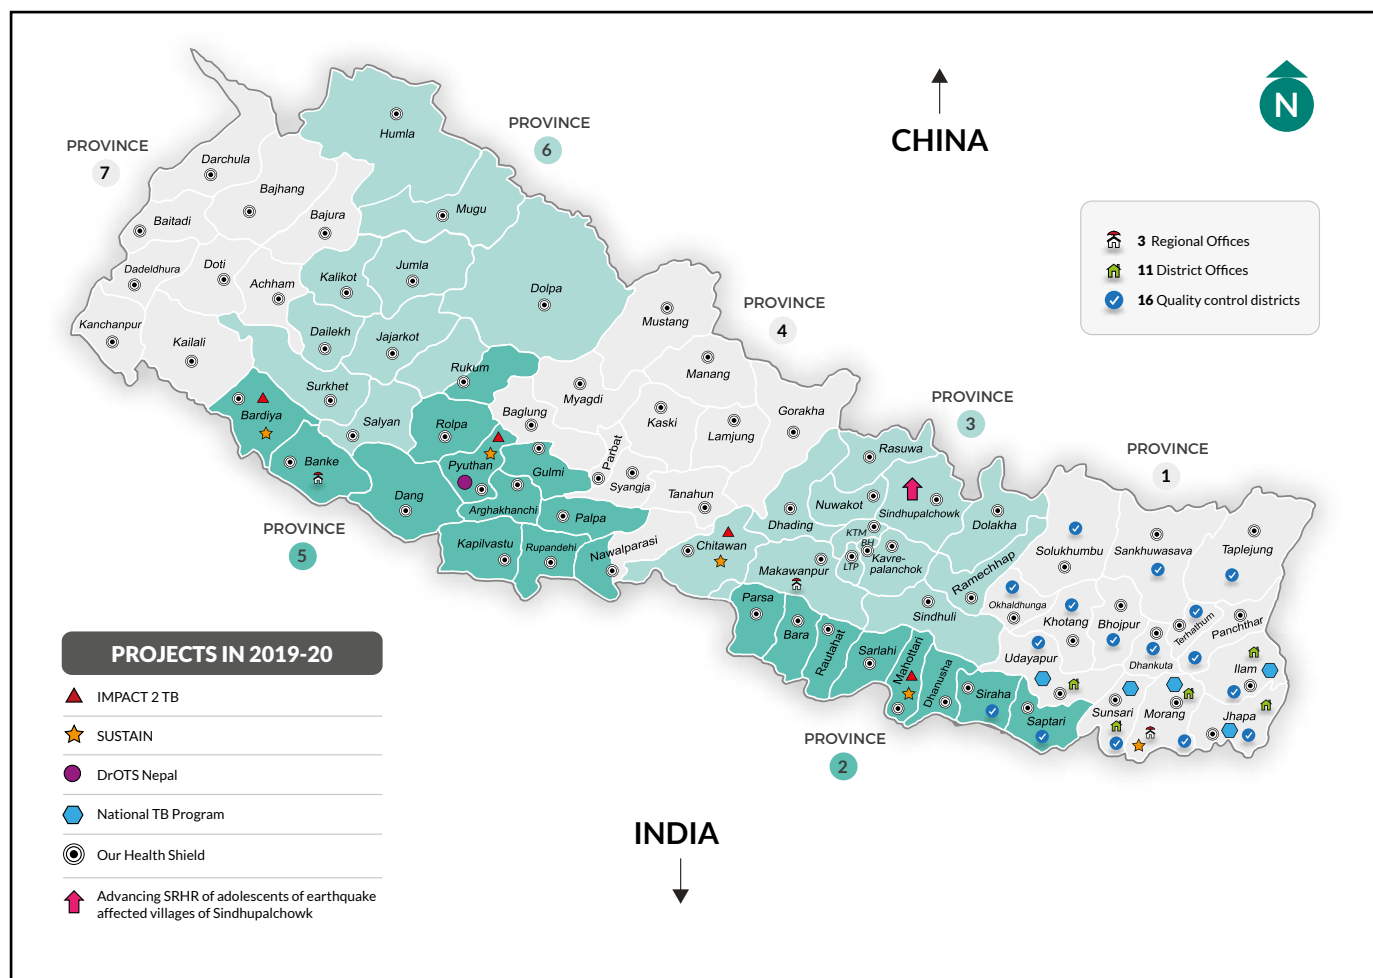 PROVINCE
7
PROVINCE
6
CHINA
N
PROVINCE
4
PROVINCE
3
PROVINCE
1
PROVINCE
5
PROVINCE
2
INDIA
3 Regional Offices
11 District Offices
16 Quality control districts
Humla
Darchula
Bajhang
Mugu
Bajura
Baitadi
Dadeldhura
Doti
Achham
Kalikot
Jumla
Dolpa
Kanchanpur
Kailali
Dailekh
Jajarkot
Mustang
Rukum
Surkhet
Manang
Myagdi
Bardiya
Salyan
Rolpa
Baglung
Kaski
Lamjung
Gorakha
Parbat
Banke
Pyuthan
Gulmi
Syangja
Rasuwa
Dang
Arghakhanchi
Palpa
Tanahun
Nuwakot
Sindhupalchowk
Dhading
Dolakha
Kapilvastu
Rupandehi
Nawalparasi
Chitawan
KTM
BH
LTP
Kavre-
palanchok
Makawanpur
Ramechhap
Solukhumbu
Sankhuwasava
Taplejung
Parsa
Bara
Rautahat
Sindhuli
Okhaldhunga
Khotang
Bhojpur
Terhathum
Panchthar
Sarlahi
Mahottari
Dhanusha
Siraha
Saptari
Udayapur
Dhankuta
Ilam
Sunsari
Morang
Jhapa
PROJECTS IN 2019-20
IMPACT 2 TB
SUSTAIN
DrOTS Nepal
National TB Program
Our Health Shield
Advancing SRHR of adolescents of earthquake
affected villages of Sindhupalchowk